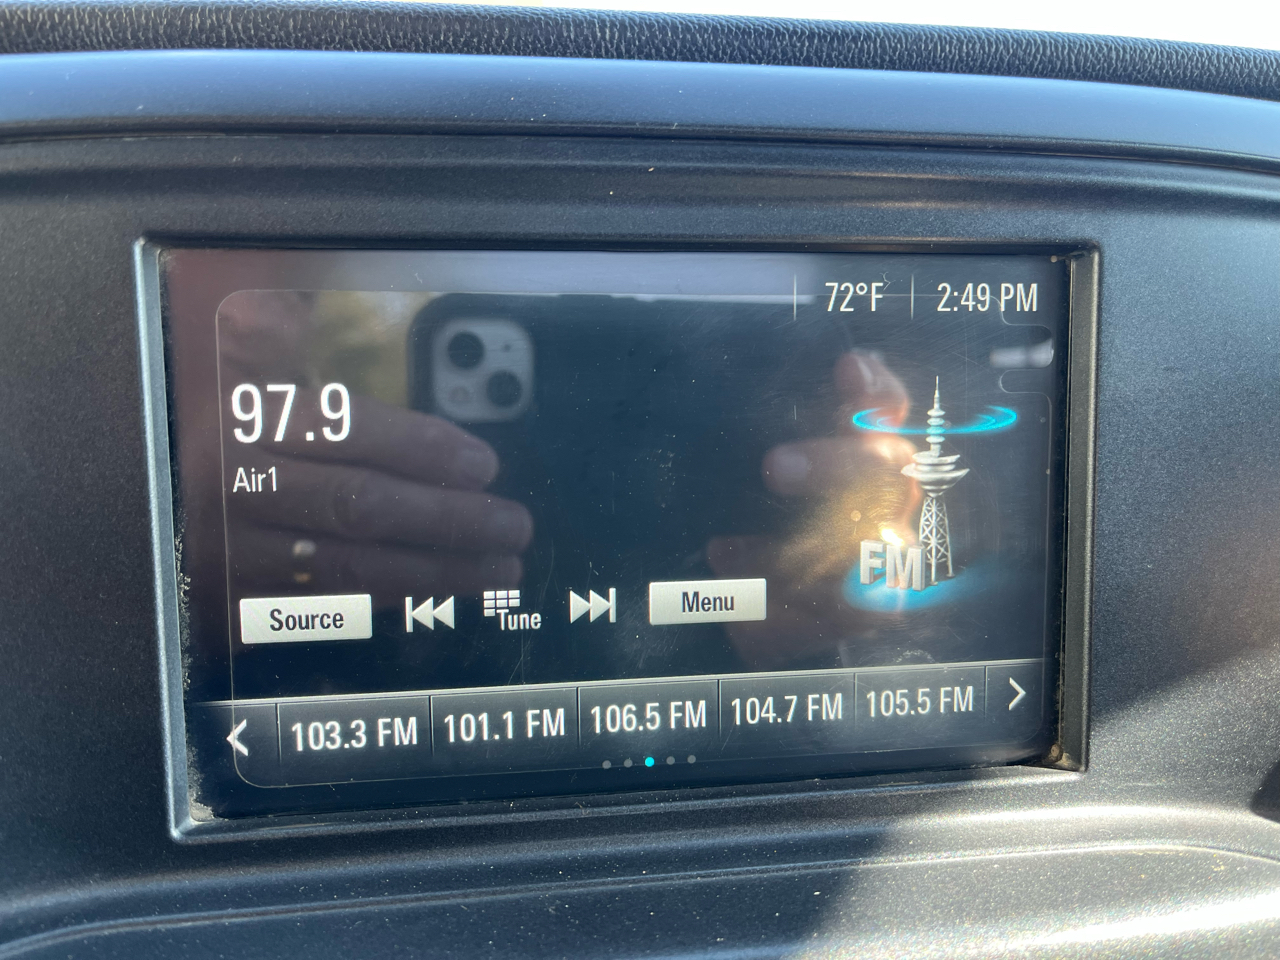 72°F 2:49 PM
97.9
Air1
FM
Source Tune Menu
103.3 FM 101.1 FM 106.5 FM 104.7 FM 105.5 FM